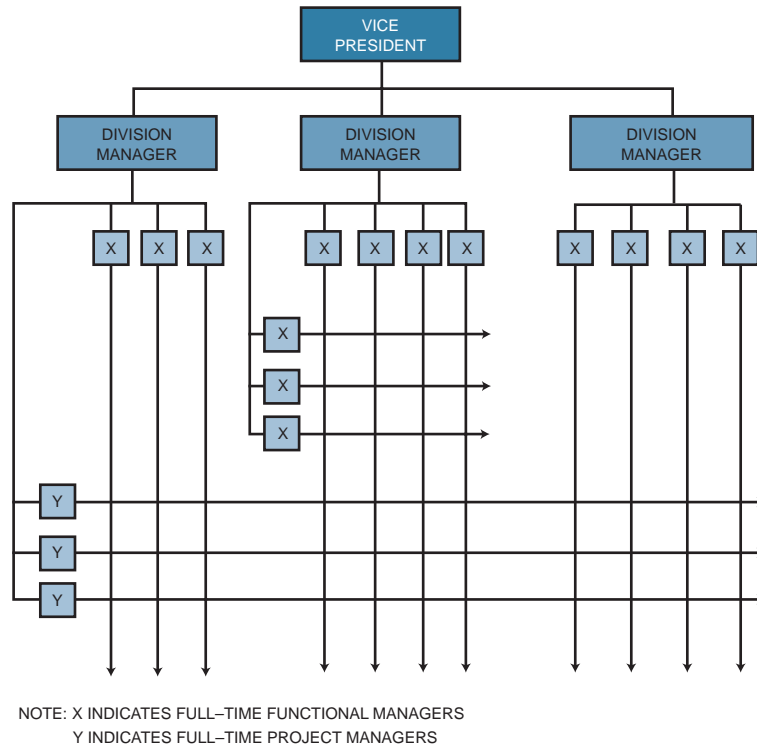 VICE
PRESIDENT
DIVISION
MANAGER
DIVISION
MANAGER
DIVISION
MANAGER
X X X X X X X X X X X
X
X
X
Y
Y
Y
NOTE: X INDICATES FULL–TIME FUNCTIONAL MANAGERS
Y INDICATES FULL–TIME PROJECT MANAGERS